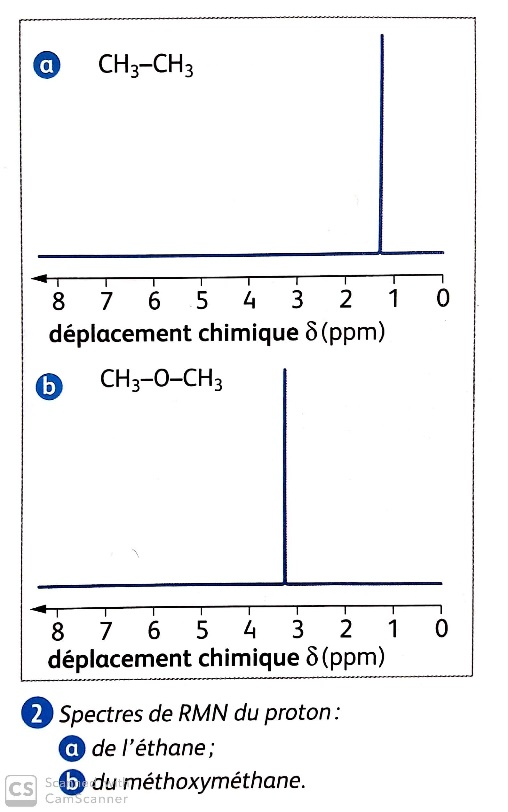 a CH₃–CH₃
8 7 6 5 4 3 2 1 0
déplacement chimique δ (ppm)
b CH₃–O–CH₃
8 7 6 5 4 3 2 1 0
déplacement chimique δ (ppm)
2 Spectres de RMN du proton :
a de l'éthane ;
b du méthoxyméthane.
CS Scanned with
CamScanner